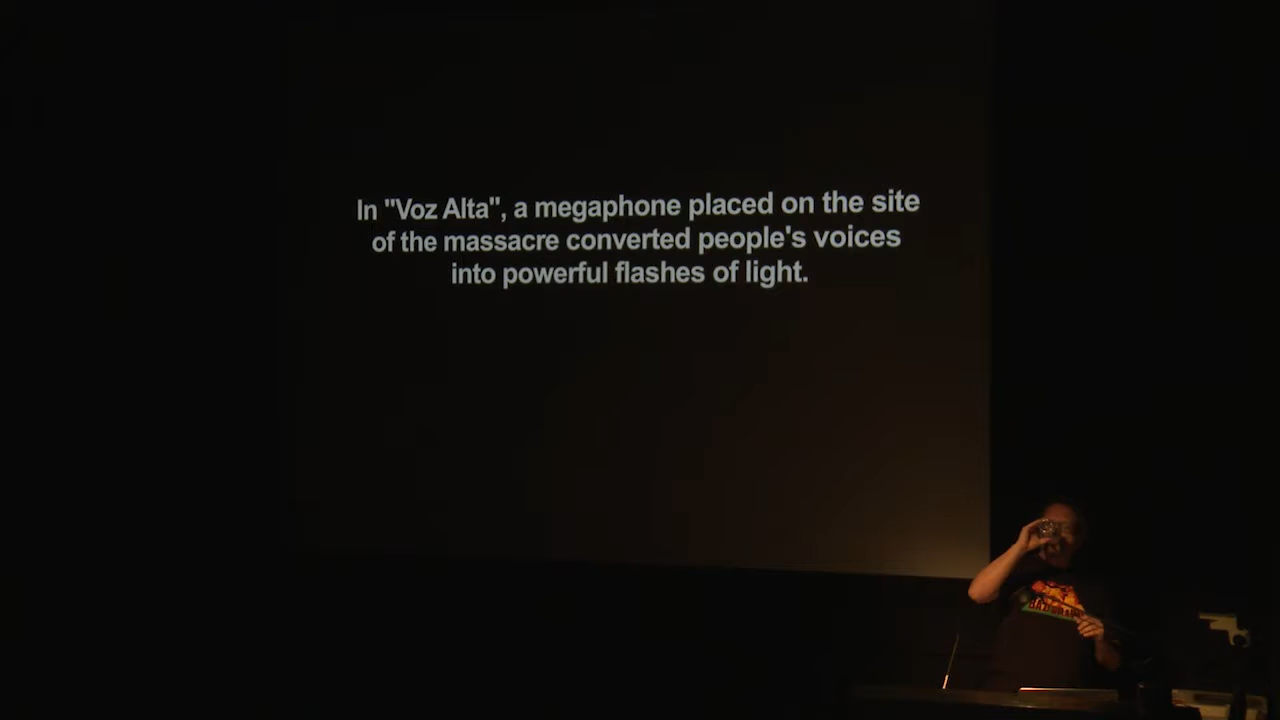 In "Voz Alta", a megaphone placed on the site
of the massacre converted people's voices
into powerful flashes of light.